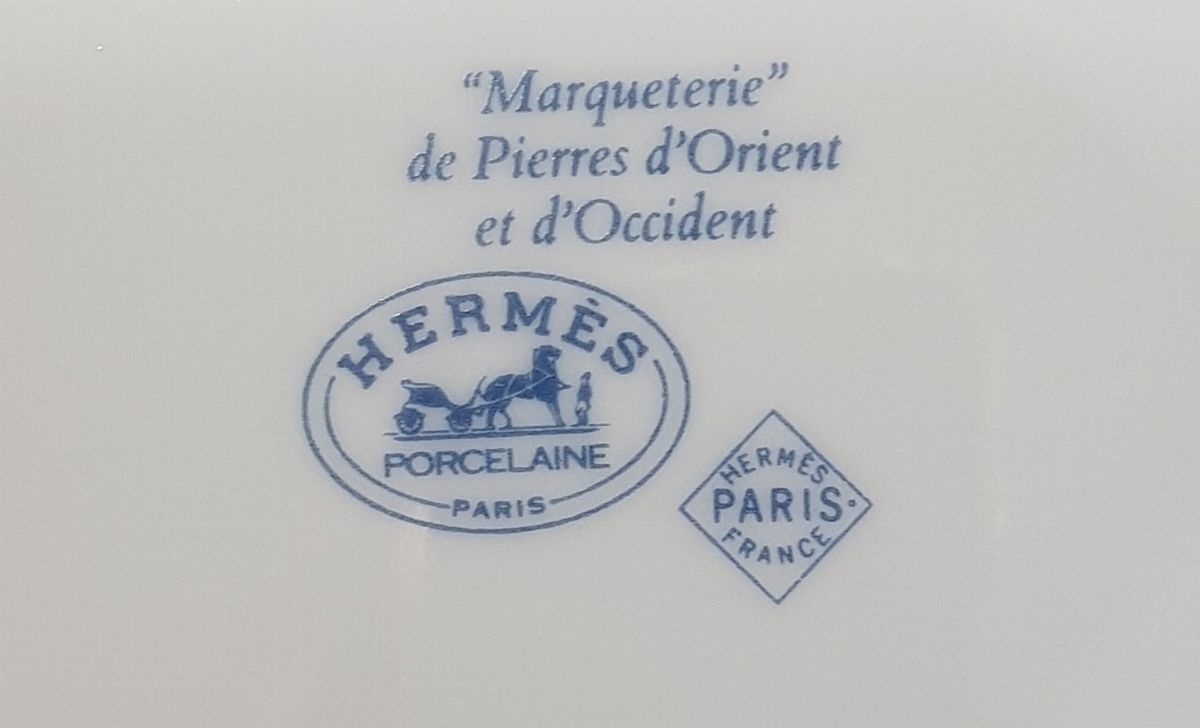 “Marqueterie”
de Pierres d’Orient
et d’Occident
HERMÈS
PORCELAINE
PARIS
HERMÈS
PARIS.
FRANCE